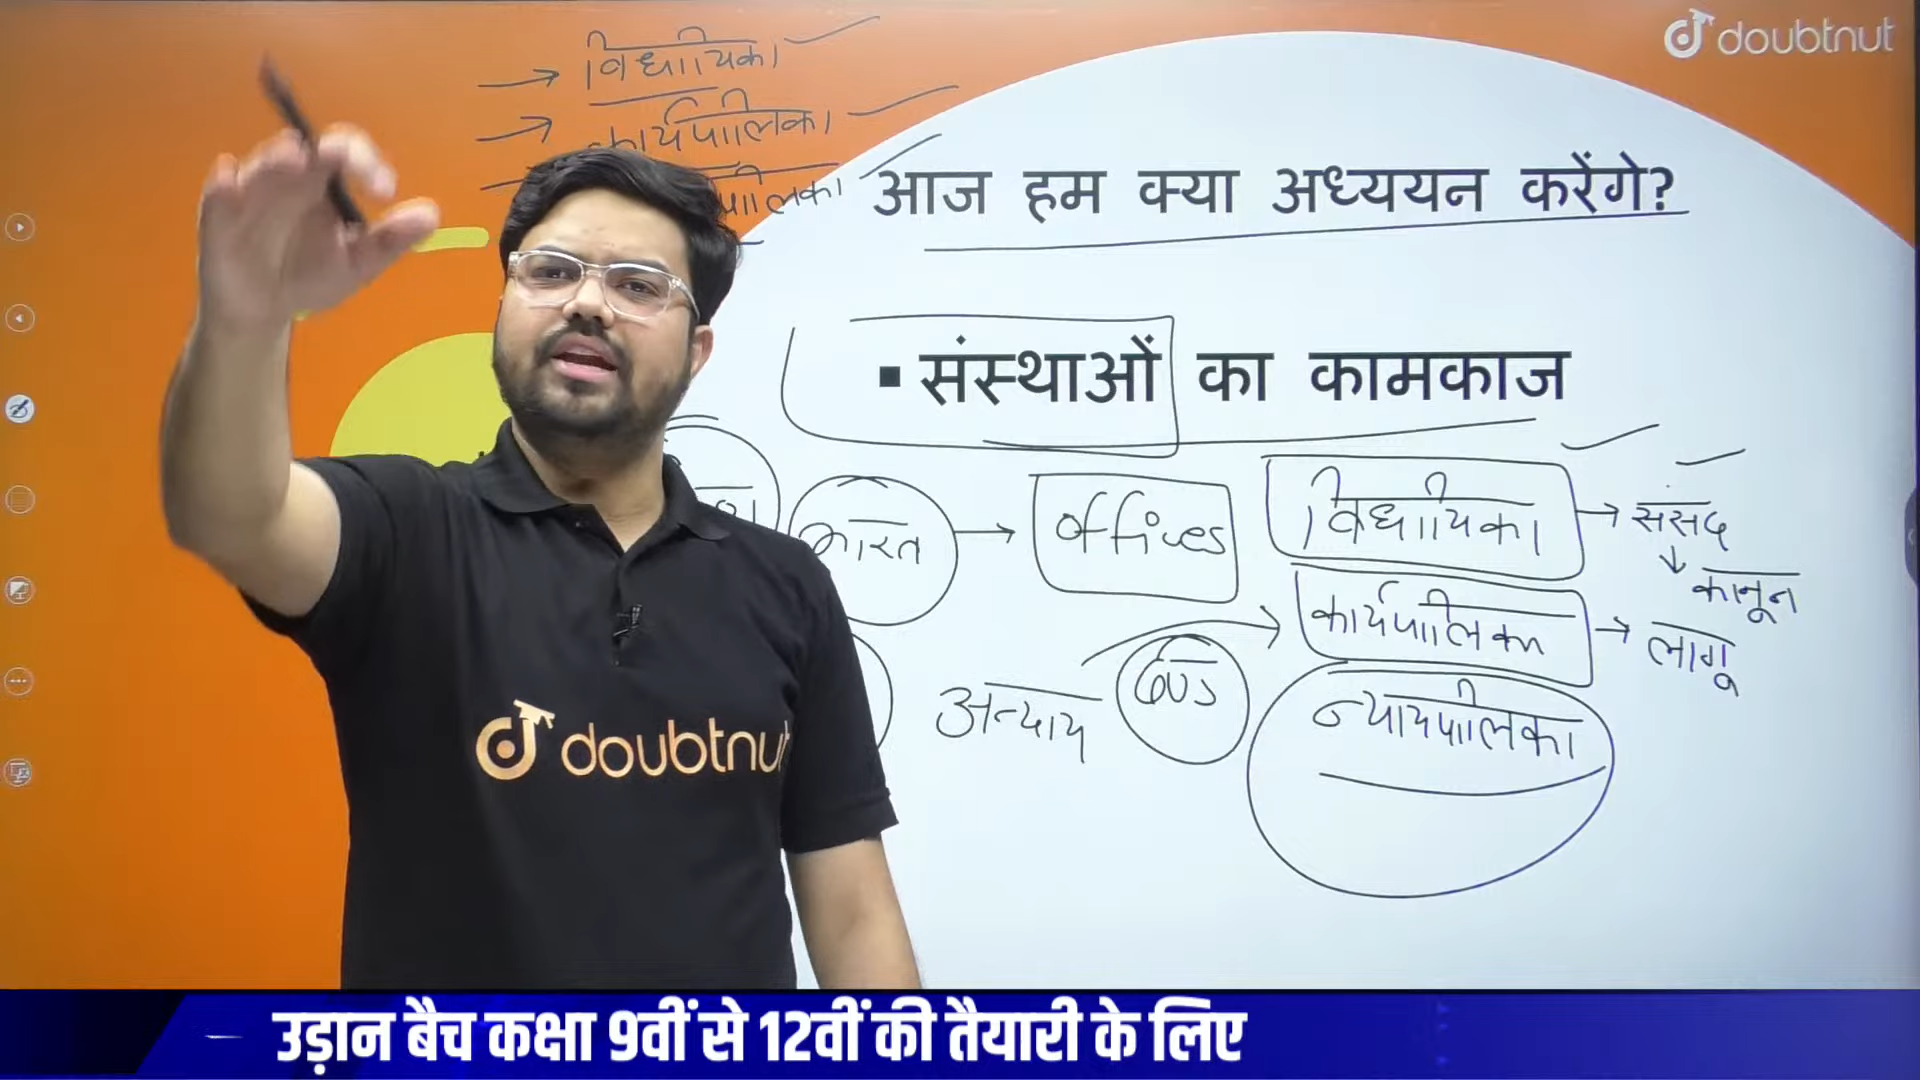 विधायिका
doubtnut
कार्यपालिका
पालिका
आज हम क्या अध्ययन करेंगे?
▪ संस्थाओं का कामकाज
भारत → offices
विधायिका → संसद
कानून
कार्यपालिका → लागू
अन्याय
न्यायपालिका
doubtnut
उड़ान बैच कक्षा 9वीं से 12वीं की तैयारी के लिए